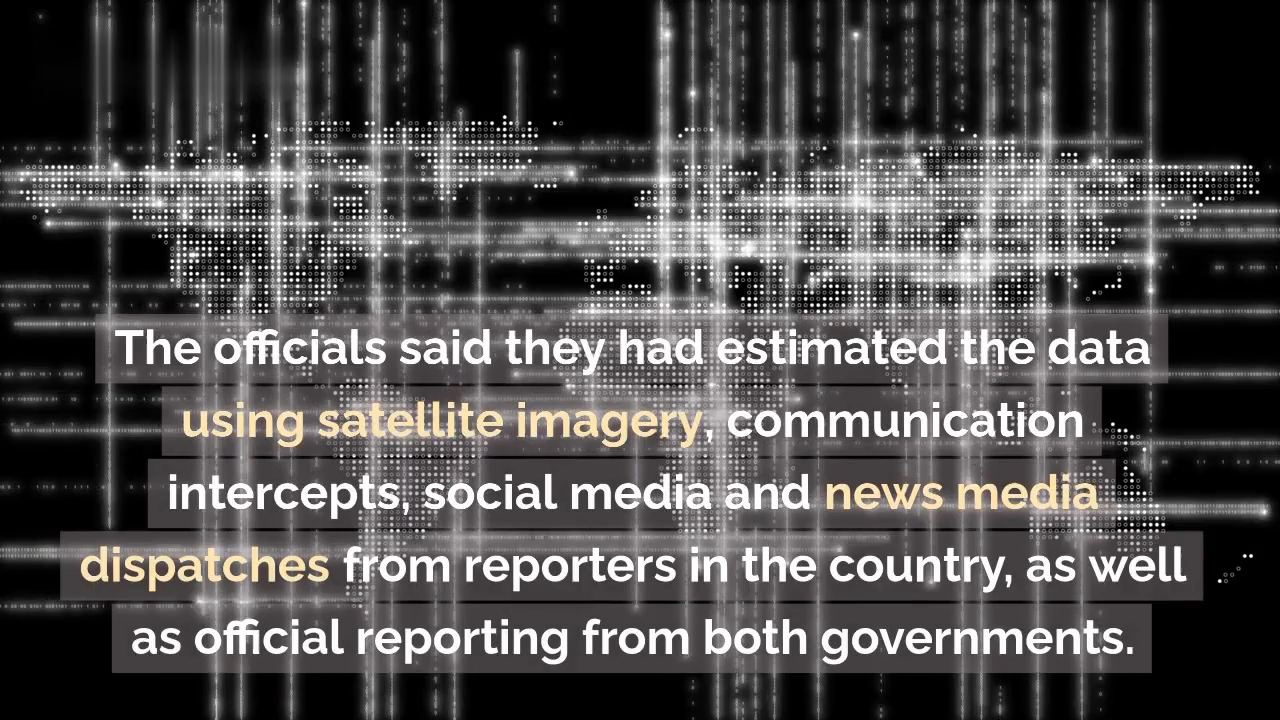 The officials said they had estimated the data
using satellite imagery, communication
intercepts, social media and news media
dispatches from reporters in the country, as well
as official reporting from both governments.